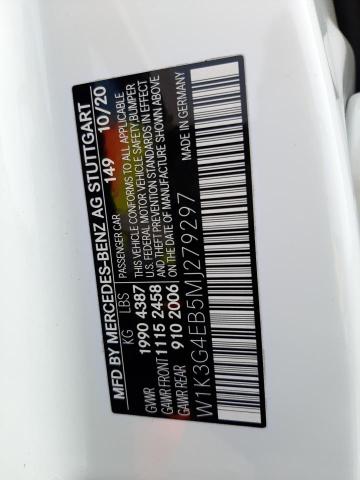 MFD BY MERCEDES-BENZ AG STUTTGART
KG LBS PASSENGER CAR 149 10/20
GVWR 1990 4387 THIS VEHICLE CONFORMS TO ALL APPLICABLE
U.S. FEDERAL MOTOR VEHICLE SAFETY, BUMPER
GAWR FRONT 1115 2458 AND THEFT PREVENTION STANDARDS IN EFFECT
GAWR REAR 910 2006 ON THE DATE OF MANUFACTURE SHOWN ABOVE
MADE IN GERMANY
W1K3G4EB5MJ279297